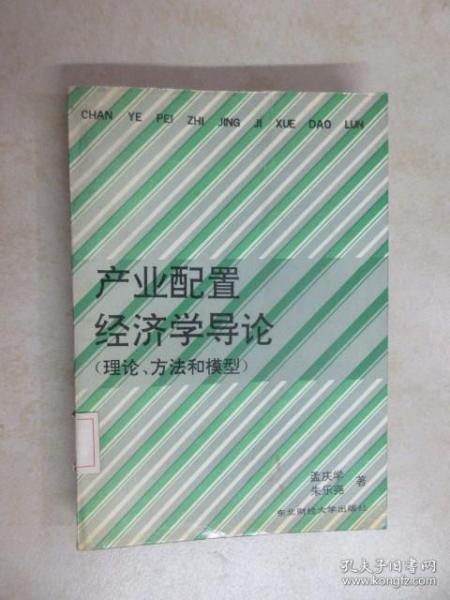 CHAN YE PEI ZHI JING JI XUE DAO LUN
产业配置
经济学导论
（理论、方法和模型）
孟庆学
朱乐尧 著
东北财经大学出版社
孔夫子旧书网
www.kongfz.com